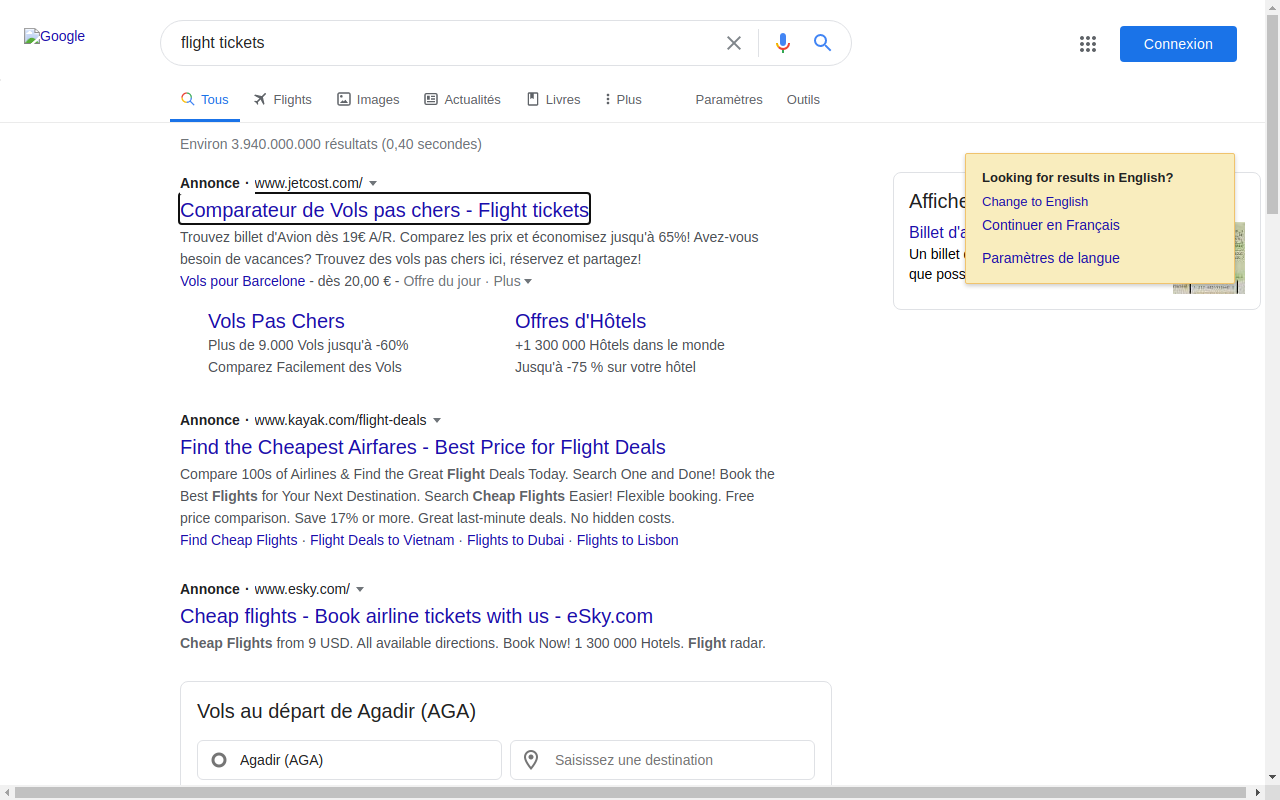 Google
flight tickets
Connexion
Tous
Flights
Images
Actualités
Livres
Plus
Paramètres
Outils
Environ 3.940.000.000 résultats (0,40 secondes)
Annonce · www.jetcost.com/
Comparateur de Vols pas chers - Flight tickets
Trouvez billet d'Avion dès 19€ A/R. Comparez les prix et économisez jusqu'à 65%! Avez-vous
besoin de vacances? Trouvez des vols pas chers ici, réservez et partagez!
Vols pour Barcelone - dès 20,00 € - Offre du jour · Plus
Vols Pas Chers
Plus de 9.000 Vols jusqu'à -60%
Comparez Facilement des Vols
Offres d'Hôtels
+1 300 000 Hôtels dans le monde
Jusqu'à -75 % sur votre hôtel
Annonce · www.kayak.com/flight-deals
Find the Cheapest Airfares - Best Price for Flight Deals
Compare 100s of Airlines & Find the Great Flight Deals Today. Search One and Done! Book the
Best Flights for Your Next Destination. Search Cheap Flights Easier! Flexible booking. Free
price comparison. Save 17% or more. Great last-minute deals. No hidden costs.
Find Cheap Flights · Flight Deals to Vietnam · Flights to Dubai · Flights to Lisbon
Annonce · www.esky.com/
Cheap flights - Book airline tickets with us - eSky.com
Cheap Flights from 9 USD. All available directions. Book Now! 1 300 000 Hotels. Flight radar.
Vols au départ de Agadir (AGA)
Agadir (AGA)
Saisissez une destination
Looking for results in English?
Change to English
Continuer en Français
Paramètres de langue
Affiche
Billet d'a
Un billet
que poss